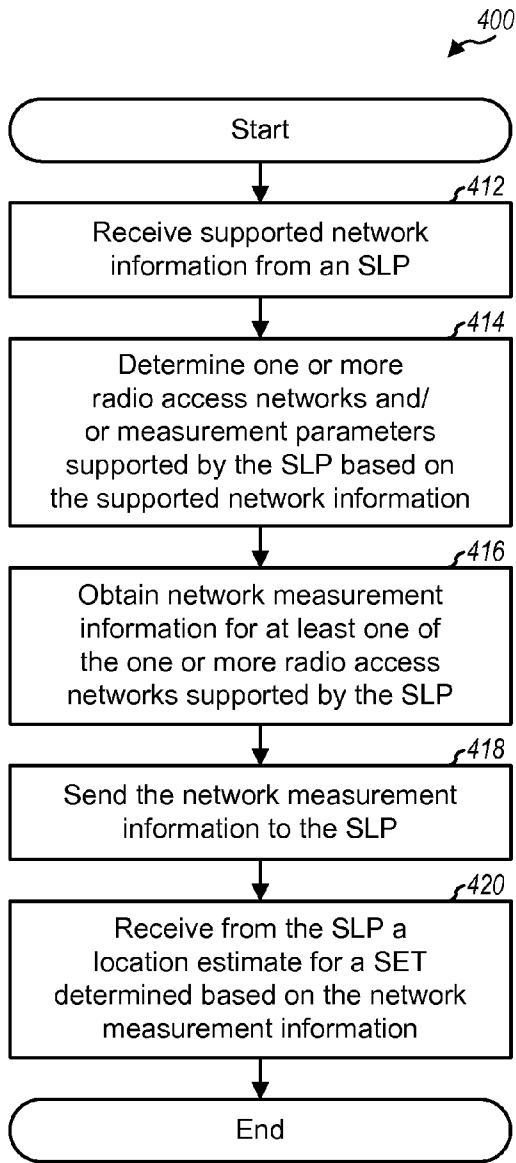 400
Start
412
Receive supported network
information from an SLP
414
Determine one or more
radio access networks and/
or measurement parameters
supported by the SLP based on
the supported network information
416
Obtain network measurement
information for at least one of
the one or more radio access
networks supported by the SLP
418
Send the network measurement
information to the SLP
420
Receive from the SLP a
location estimate for a SET
determined based on the network
measurement information
End